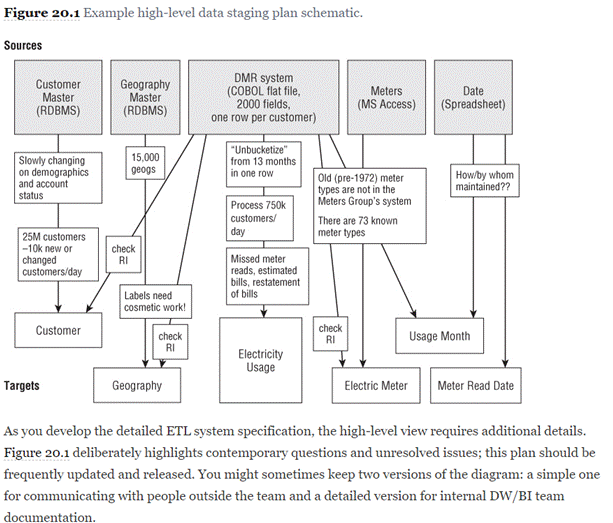 Figure 20.1 Example high-level data staging plan schematic.
Sources
Customer
Master
(RDBMS)
Geography
Master
(RDBMS)
DMR system
(COBOL flat file,
2000 fields,
one row per customer)
Meters
(MS Access)
Date
(Spreadsheet)
Slowly changing
on demographics
and account
status
15,000
geogs
“Unbucketize”
from 13 months
in one row
Old (pre-1972) meter
types are not in the
Meters Group’s system
There are 73 known
meter types
How/by whom
maintained??
Process 750k
customers/
day
25M customers
~10k new or
changed
customers/day
check
RI
Missed meter
reads, estimated
bills, restatement
of bills
Labels need
cosmetic work!
Customer
check
RI
Electricity
Usage
check
RI
Usage Month
Targets
Geography
Electric Meter
Meter Read Date
As you develop the detailed ETL system specification, the high-level view requires additional details.
Figure 20.1 deliberately highlights contemporary questions and unresolved issues; this plan should be
frequently updated and released. You might sometimes keep two versions of the diagram: a simple one
for communicating with people outside the team and a detailed version for internal DW/BI team
documentation.